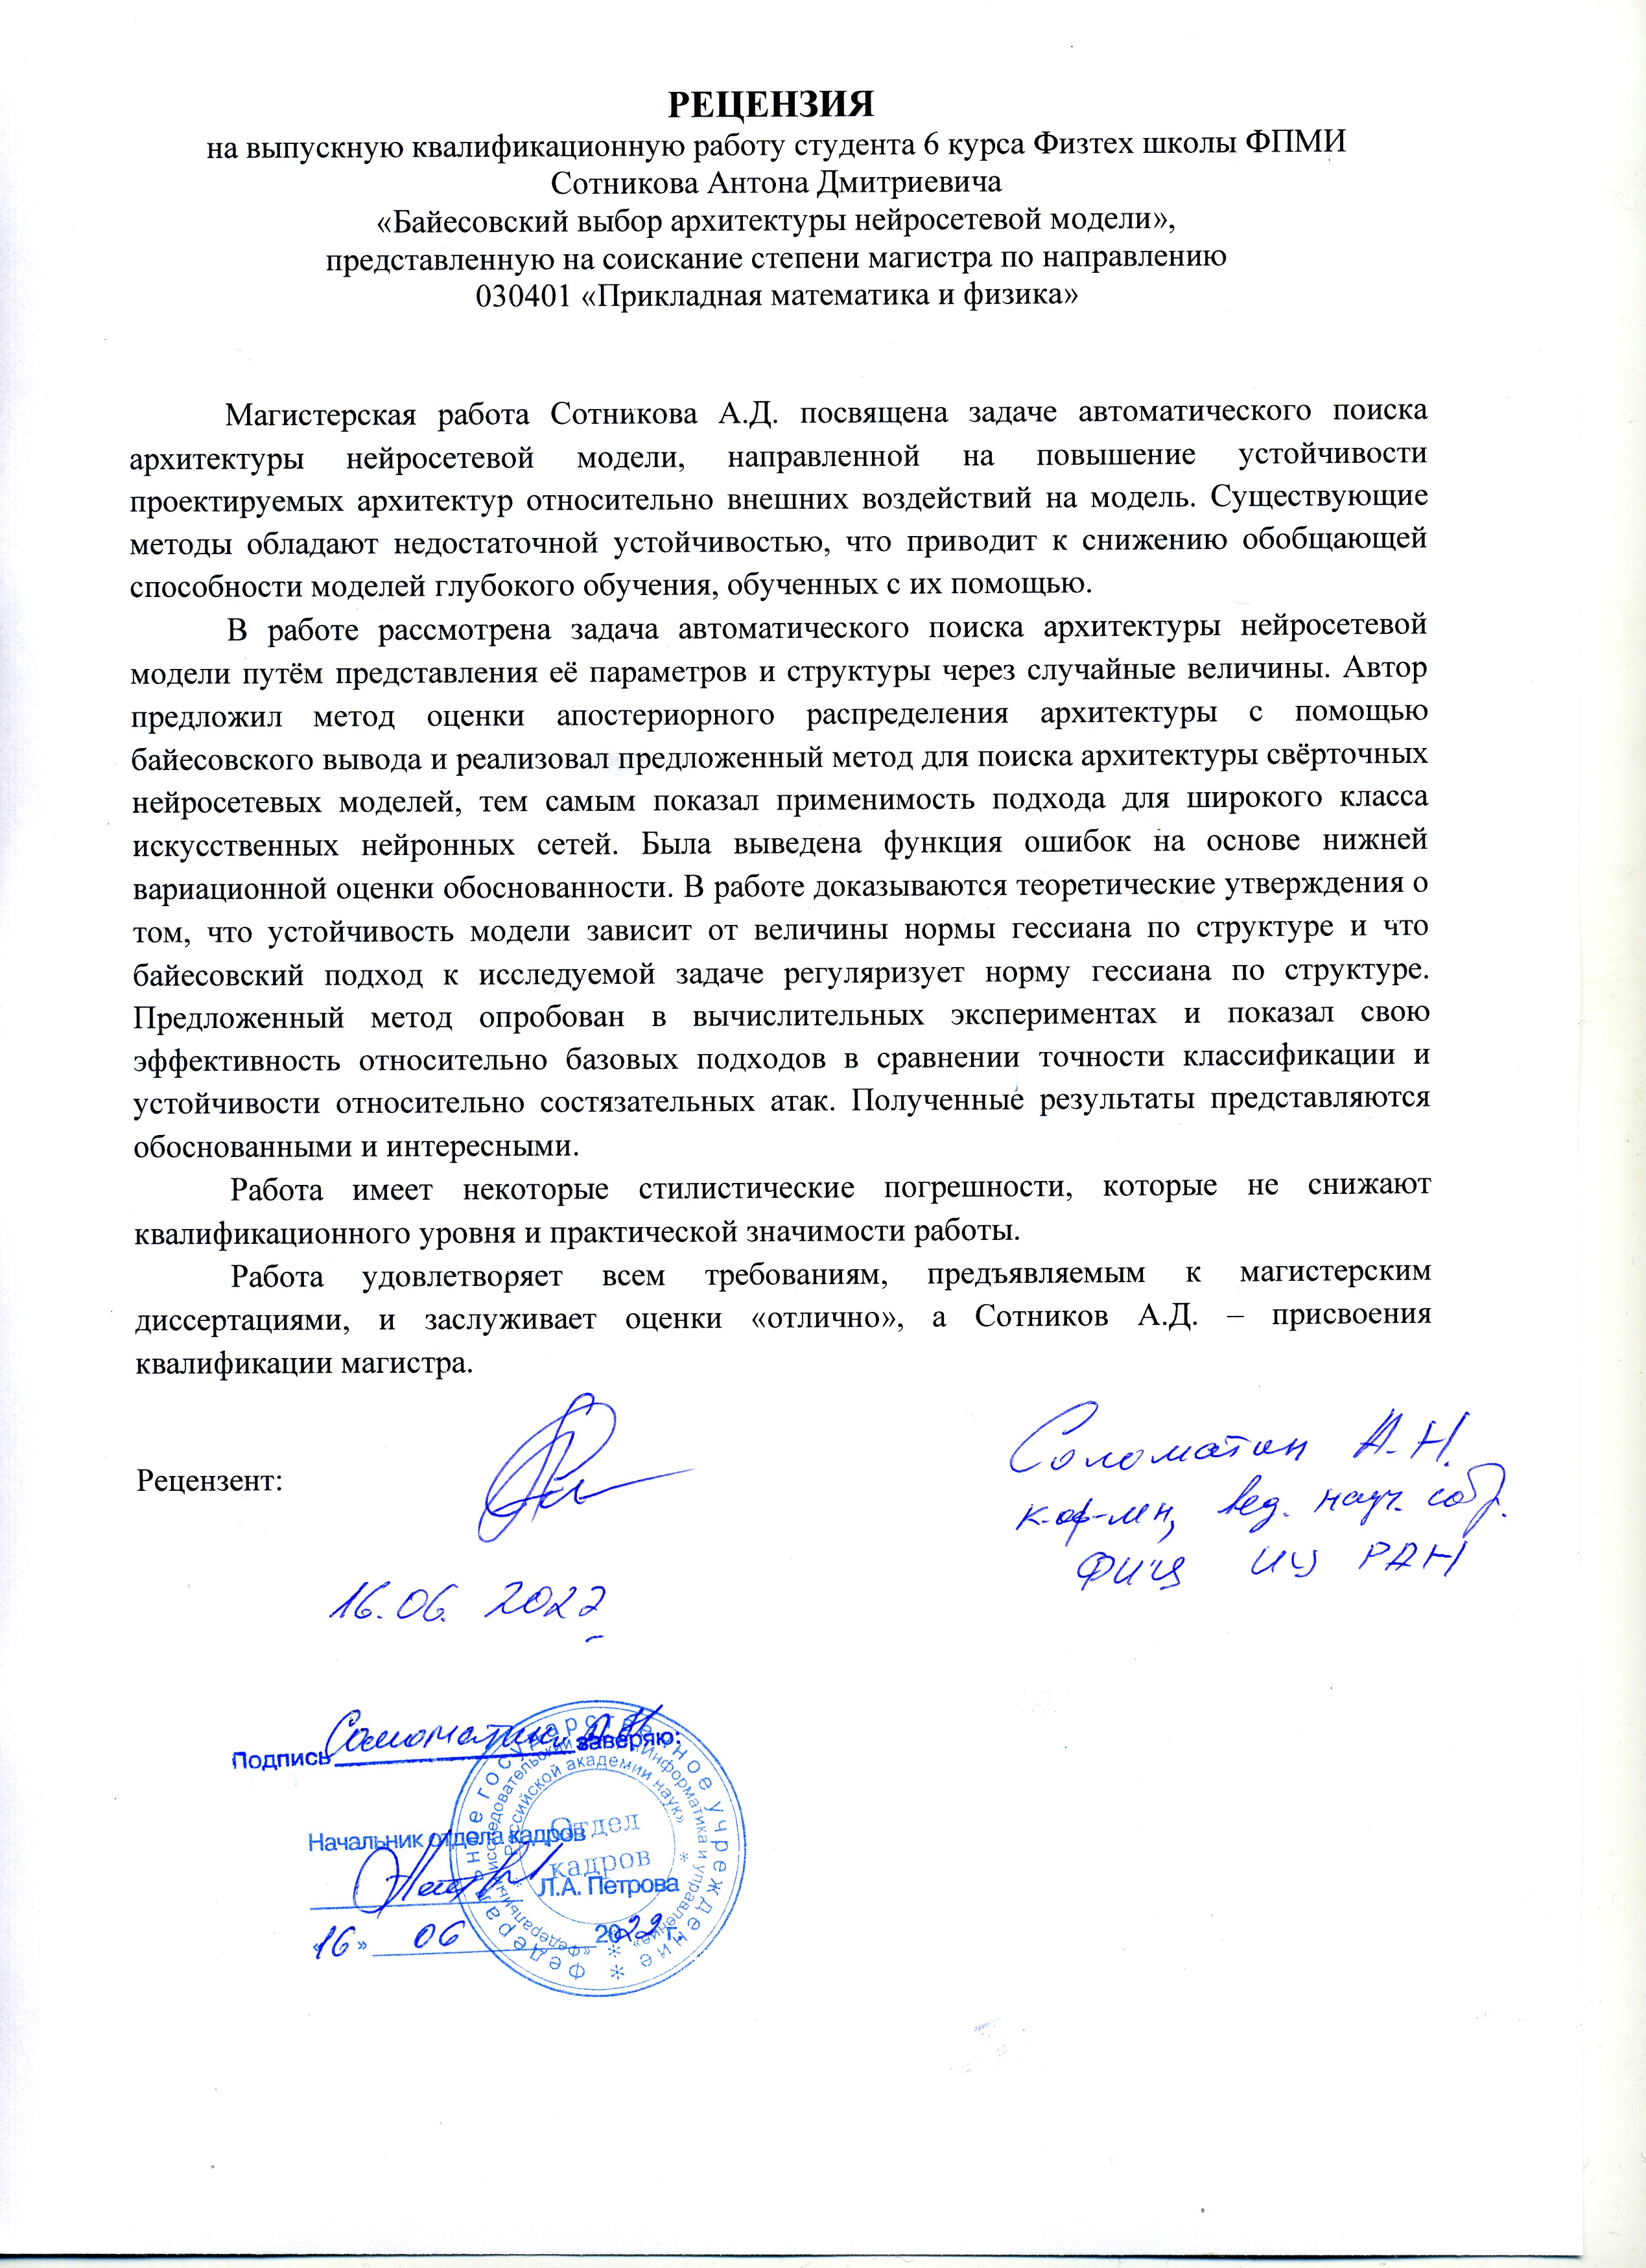 РЕЦЕНЗИЯ
на выпускную квалификационную работу студента 6 курса Физтех школы ФПМИ
Сотникова Антона Дмитриевича
«Байесовский выбор архитектуры нейросетевой модели»,
представленную на соискание степени магистра по направлению
030401 «Прикладная математика и физика»
Магистерская работа Сотникова А.Д. посвящена задаче автоматического поиска
архитектуры нейросетевой модели, направленной на повышение устойчивости
проектируемых архитектур относительно внешних воздействий на модель. Существующие
методы обладают недостаточной устойчивостью, что приводит к снижению обобщающей
способности моделей глубокого обучения, обученных с их помощью.
В работе рассмотрена задача автоматического поиска архитектуры нейросетевой
модели путём представления её параметров и структуры через случайные величины. Автор
предложил метод оценки апостериорного распределения архитектуры с помощью
байесовского вывода и реализовал предложенный метод для поиска архитектуры свёрточных
нейросетевых моделей, тем самым показал применимость подхода для широкого класса
искусственных нейронных сетей. Была выведена функция ошибок на основе нижней
вариационной оценки обоснованности. В работе доказываются теоретические утверждения о
том, что устойчивость модели зависит от величины нормы гессиана по структуре и что
байесовский подход к исследуемой задаче регуляризует норму гессиана по структуре.
Предложенный метод опробован в вычислительных экспериментах и показал свою
эффективность относительно базовых подходов в сравнении точности классификации и
устойчивости относительно состязательных атак. Полученные результаты представляются
обоснованными и интересными.
Работа имеет некоторые стилистические погрешности, которые не снижают
квалификационного уровня и практической значимости работы.
Работа удовлетворяет всем требованиям, предъявляемым к магистерским
диссертациями, и заслуживает оценки «отлично», а Сотников А.Д. – присвоения
квалификации магистра.
Соломатин А.Н.
Рецензент:
к.ф-м.н, вед. науч. сотр.
ФИЦ ИУ РАН
16.06. 2022
Подпись Соломатин А.Н. заверяю:
Начальник отдела кадров
Л.А. Петрова
«16» 06 2022 г.
Федеральное государственное учреждение
«Федеральный исследовательский центр «Информатика и управление»
Российской академии наук»
Отдел
кадров